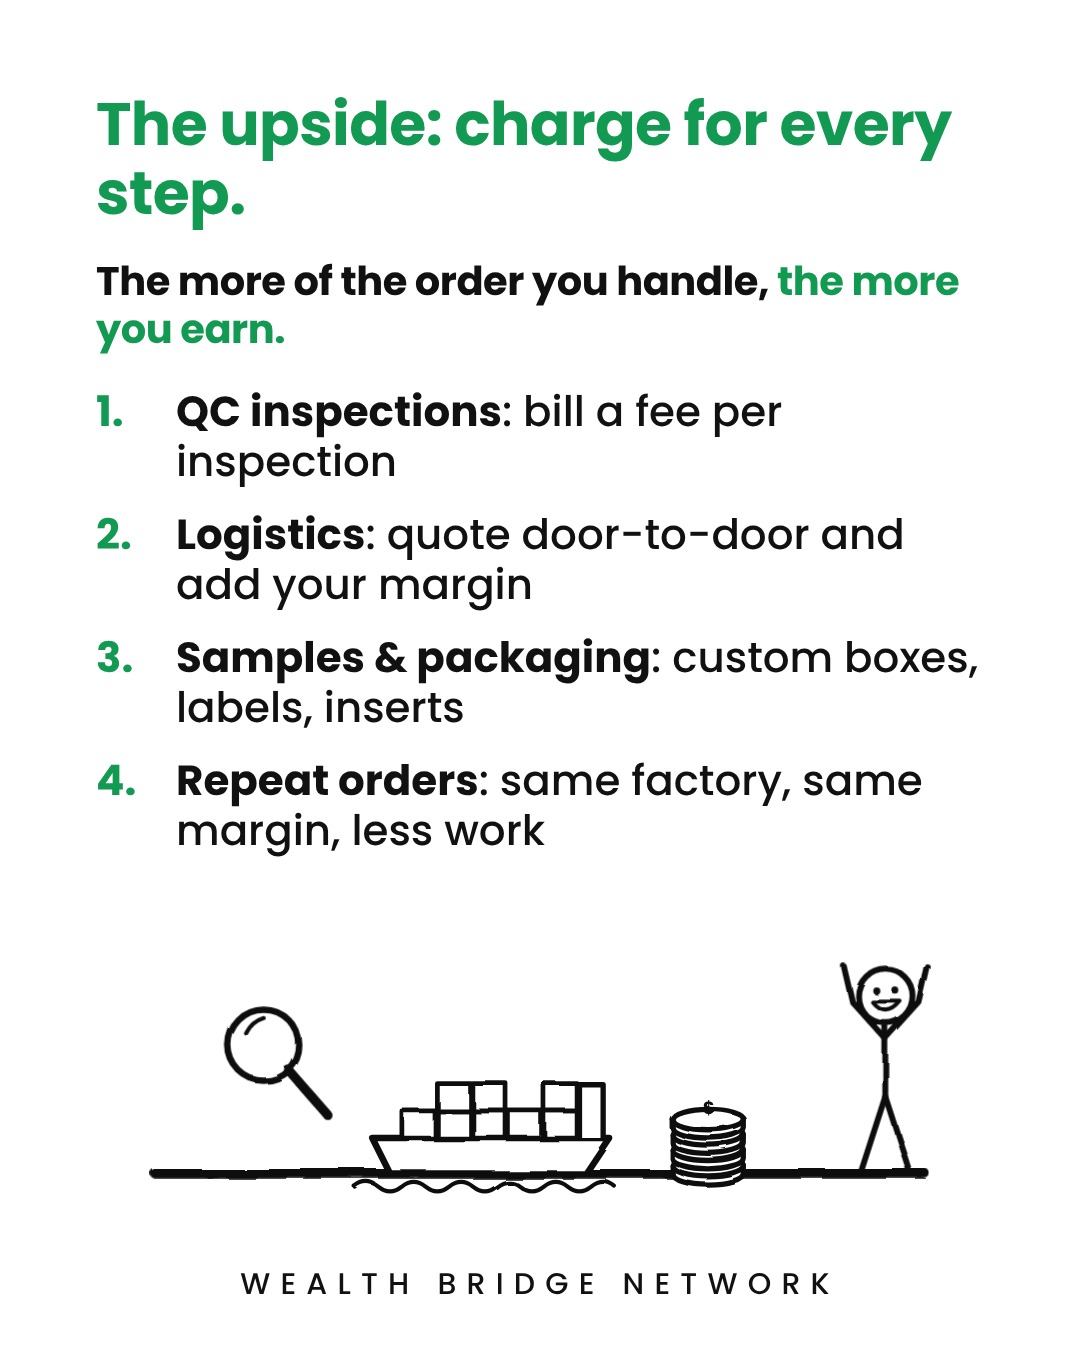 The upside: charge for every
step.
The more of the order you handle, the more
you earn.
1. QC inspections: bill a fee per
inspection
2. Logistics: quote door-to-door and
add your margin
3. Samples & packaging: custom boxes,
labels, inserts
4. Repeat orders: same factory, same
margin, less work
$
WEALTH BRIDGE NETWORK